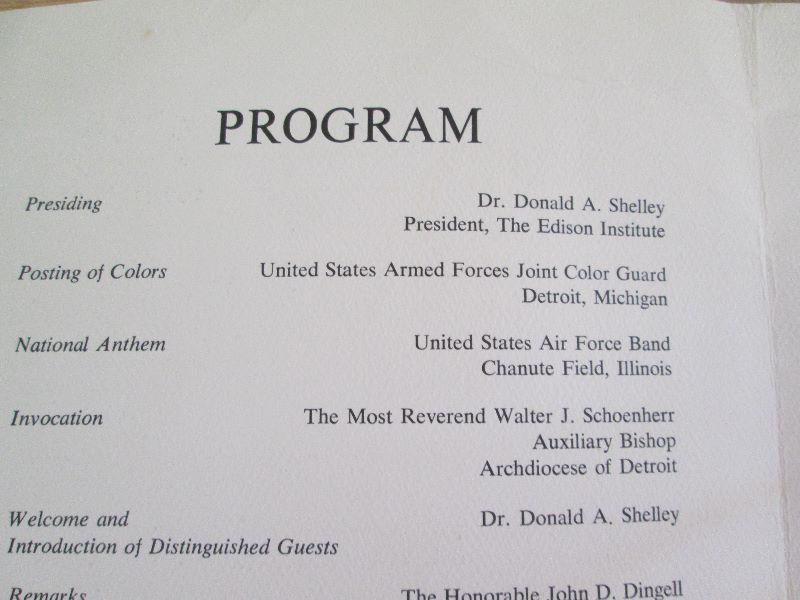 PROGRAM
Presiding Dr. Donald A. Shelley
President, The Edison Institute
Posting of Colors United States Armed Forces Joint Color Guard
Detroit, Michigan
National Anthem United States Air Force Band
Chanute Field, Illinois
Invocation The Most Reverend Walter J. Schoenherr
Auxiliary Bishop
Archdiocese of Detroit
Welcome and Dr. Donald A. Shelley
Introduction of Distinguished Guests
Remarks The Honorable John D. Dingell